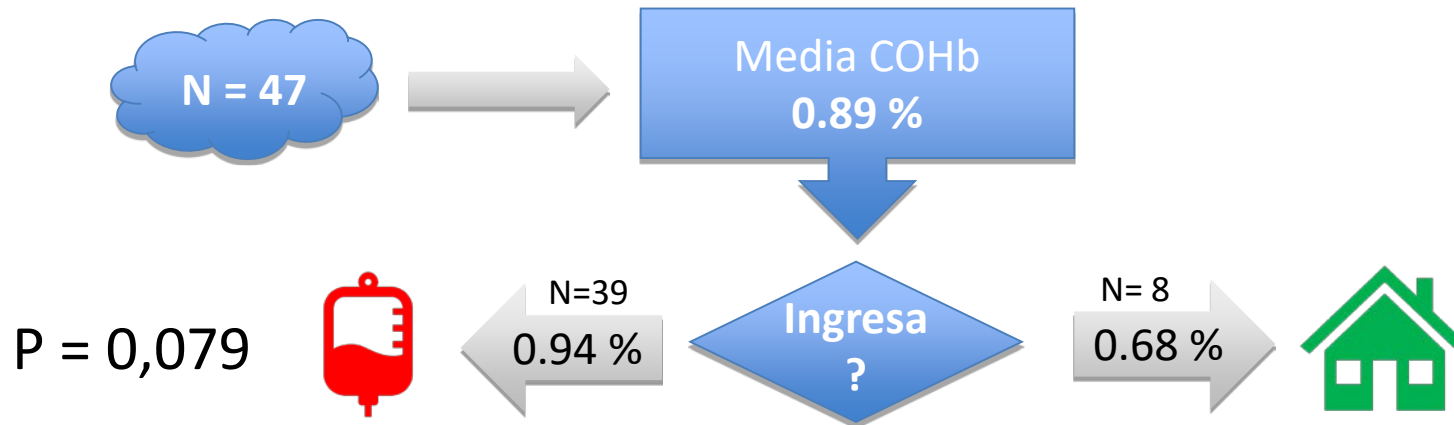 N = 47
Media COHb
0.89 %
P = 0,079
N=39
0.94 %
Ingresa
?
N= 8
0.68 %